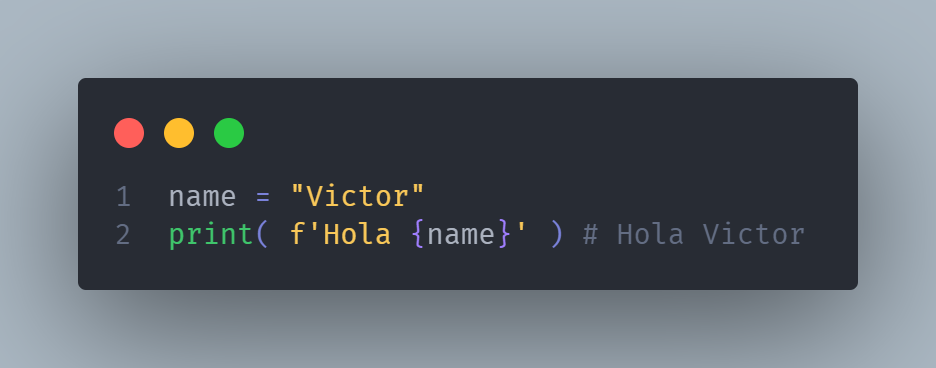 1 name = "Victor"
2 print( f'Hola {name}' ) # Hola Victor